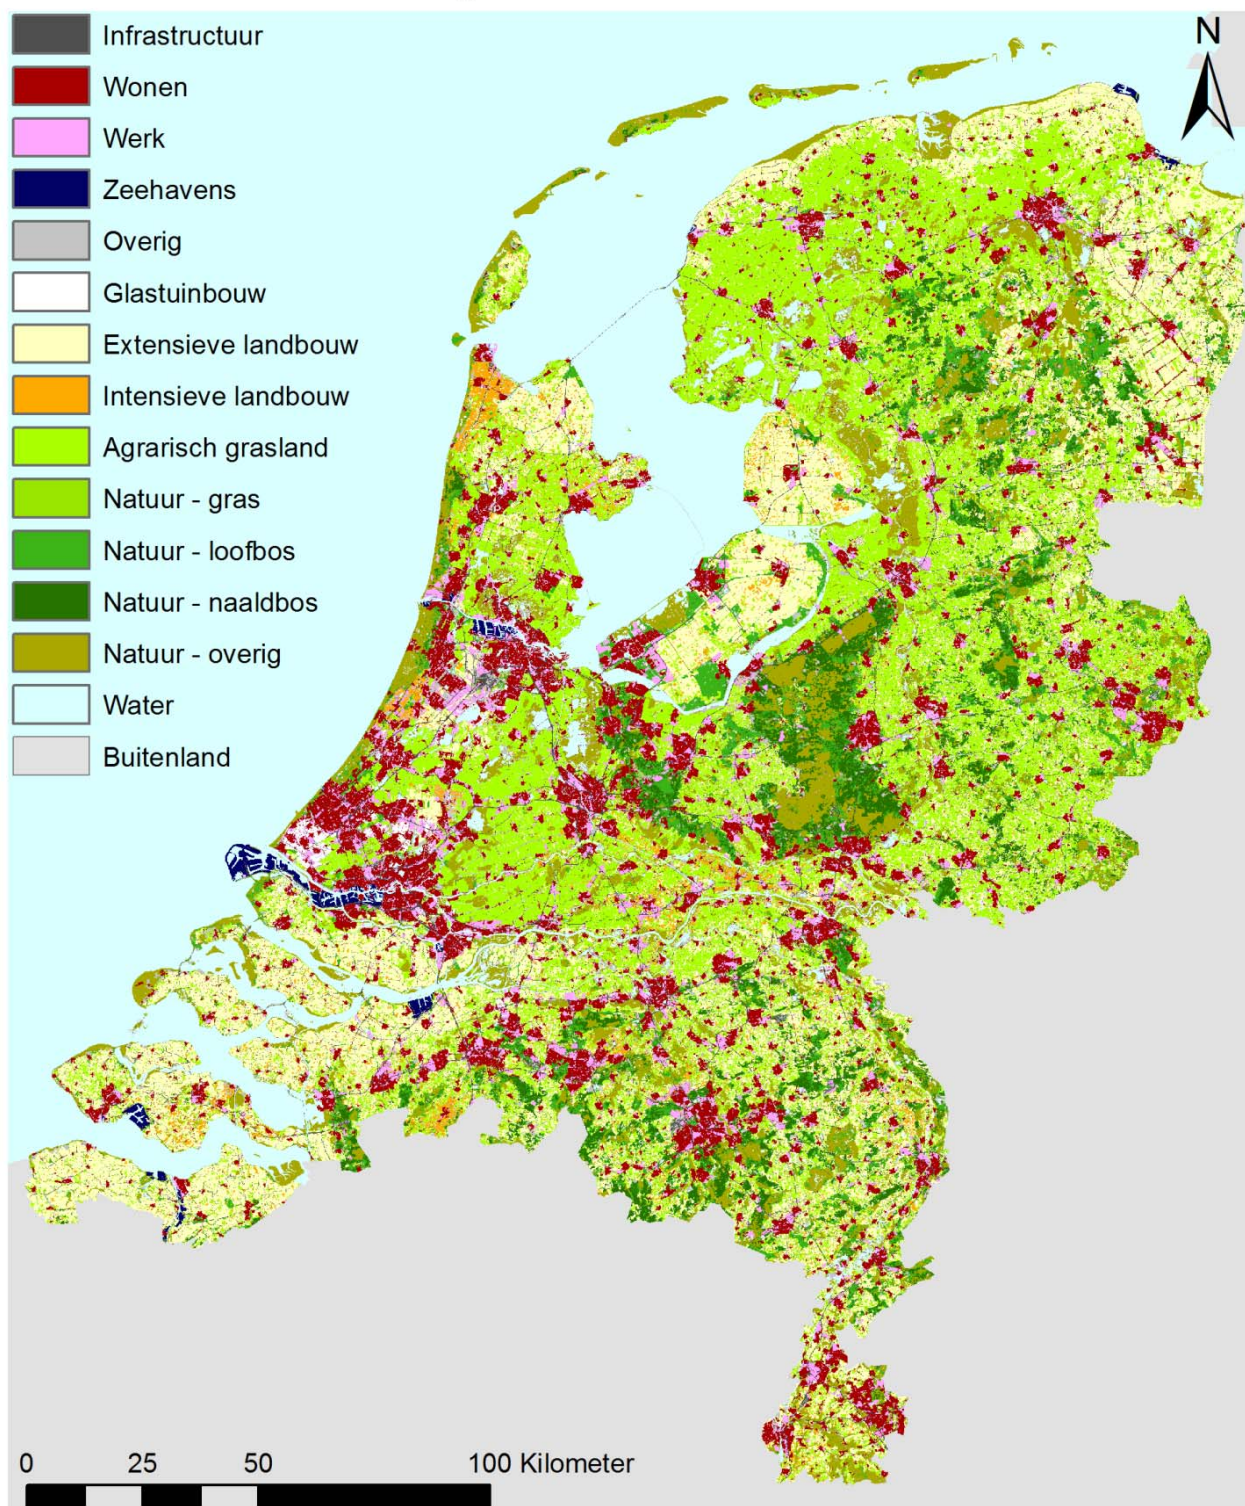 Infrastructuur
Wonen
Werk
Zeehavens
Overig
Glastuinbouw
Extensieve landbouw
Intensieve landbouw
Agrarisch grasland
Natuur - gras
Natuur - loofbos
Natuur - naaldbos
Natuur - overig
Water
Buitenland
N
0 25 50 100 Kilometer